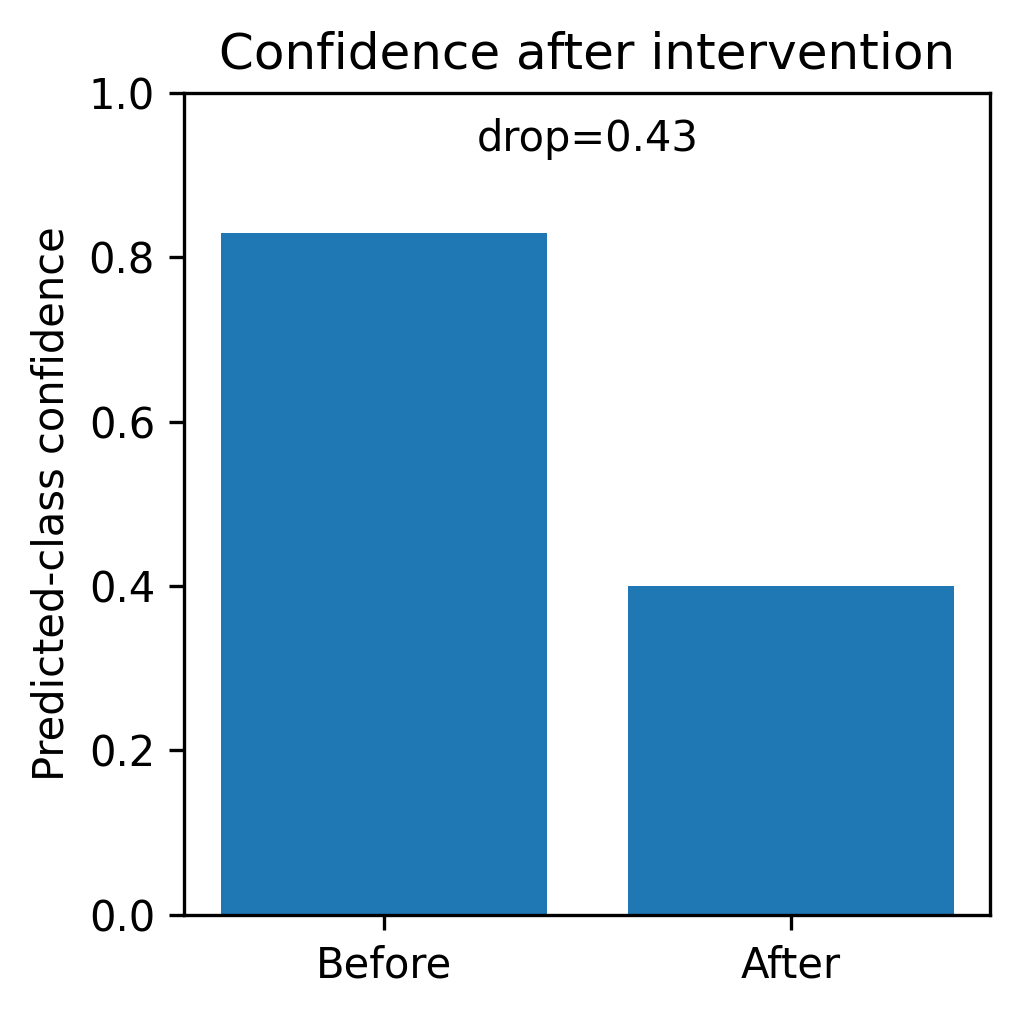 Confidence after intervention
drop=0.43
Predicted-class confidence
1.0
0.8
0.6
0.4
0.2
0.0
Before
After